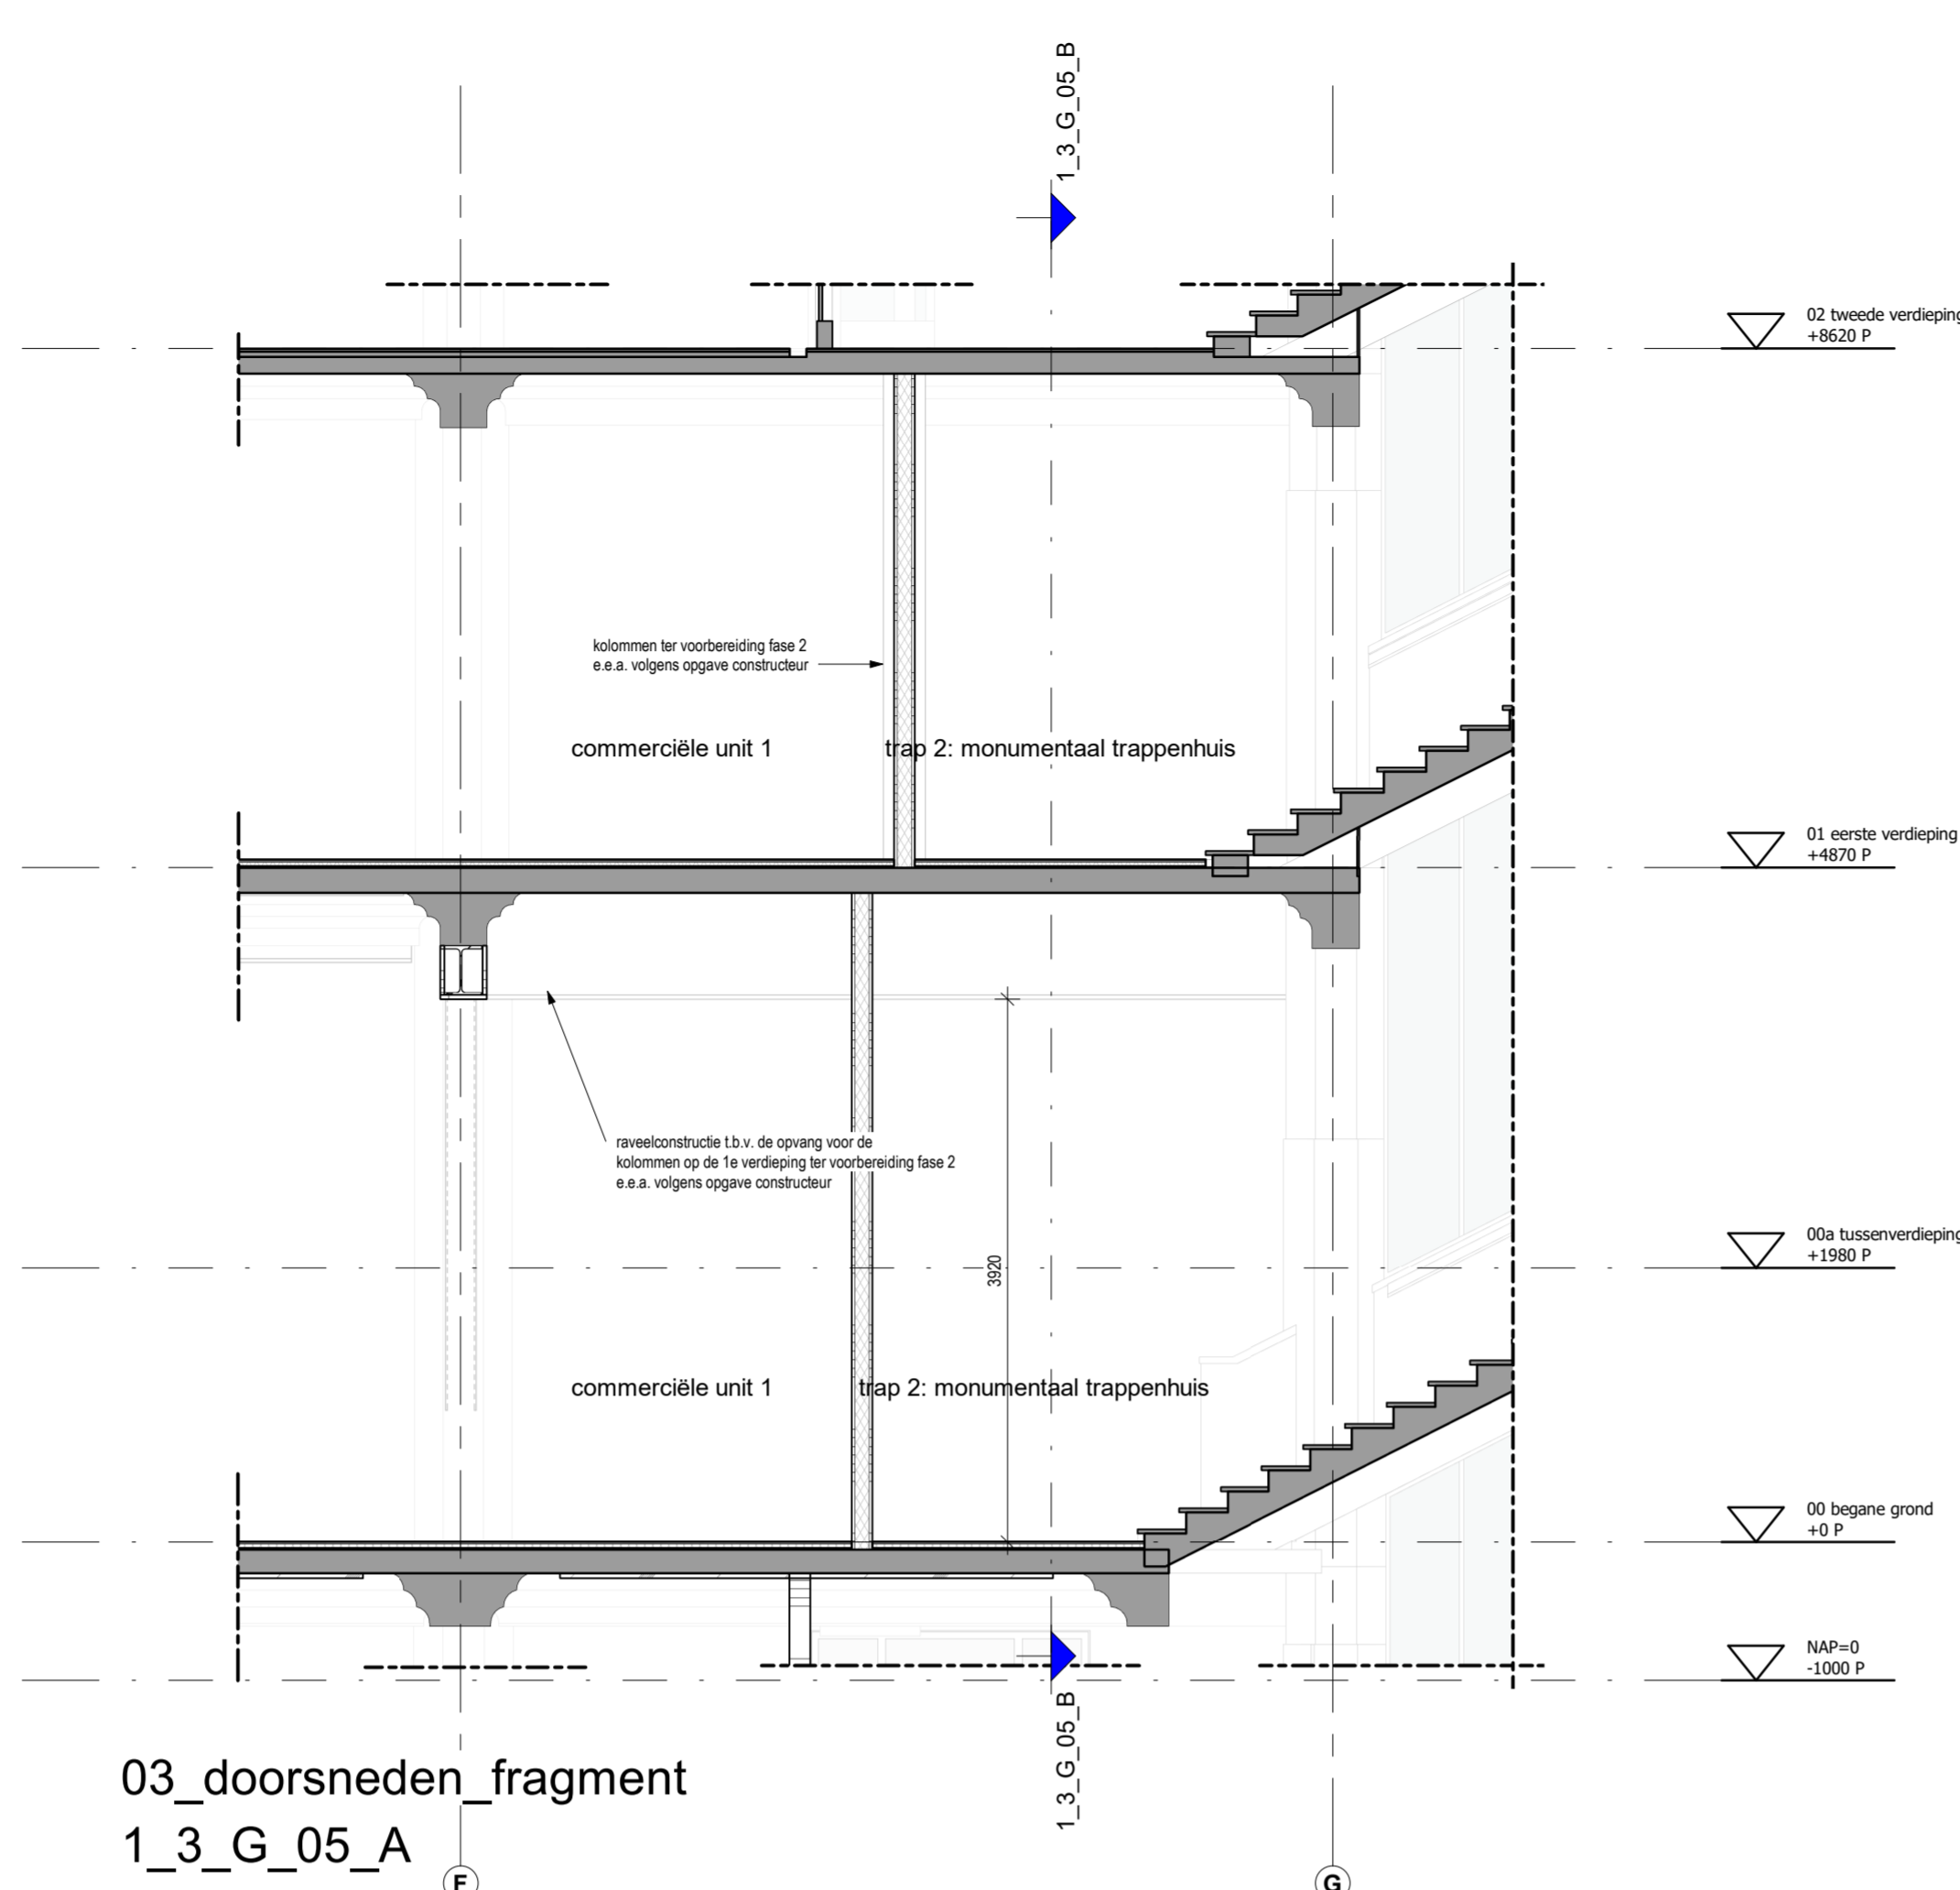 1_3_G_05_B
02 tweede verdieping
+8620 P
kolommen ter voorbereiding fase 2
e.e.a. volgens opgave constructeur
commerciële unit 1
trap 2: monumentaal trappenhuis
01 eerste verdieping
+4870 P
raveelconstructie t.b.v. de opvang voor de
kolommen op de 1e verdieping ter voorbereiding fase 2
e.e.a. volgens opgave constructeur
00a tussenverdieping
+1980 P
3920
commerciële unit 1
trap 2: monumentaal trappenhuis
00 begane grond
+0 P
NAP=0
-1000 P
1_3_G_05_B
03_doorsneden_fragment
1_3_G_05_A
G